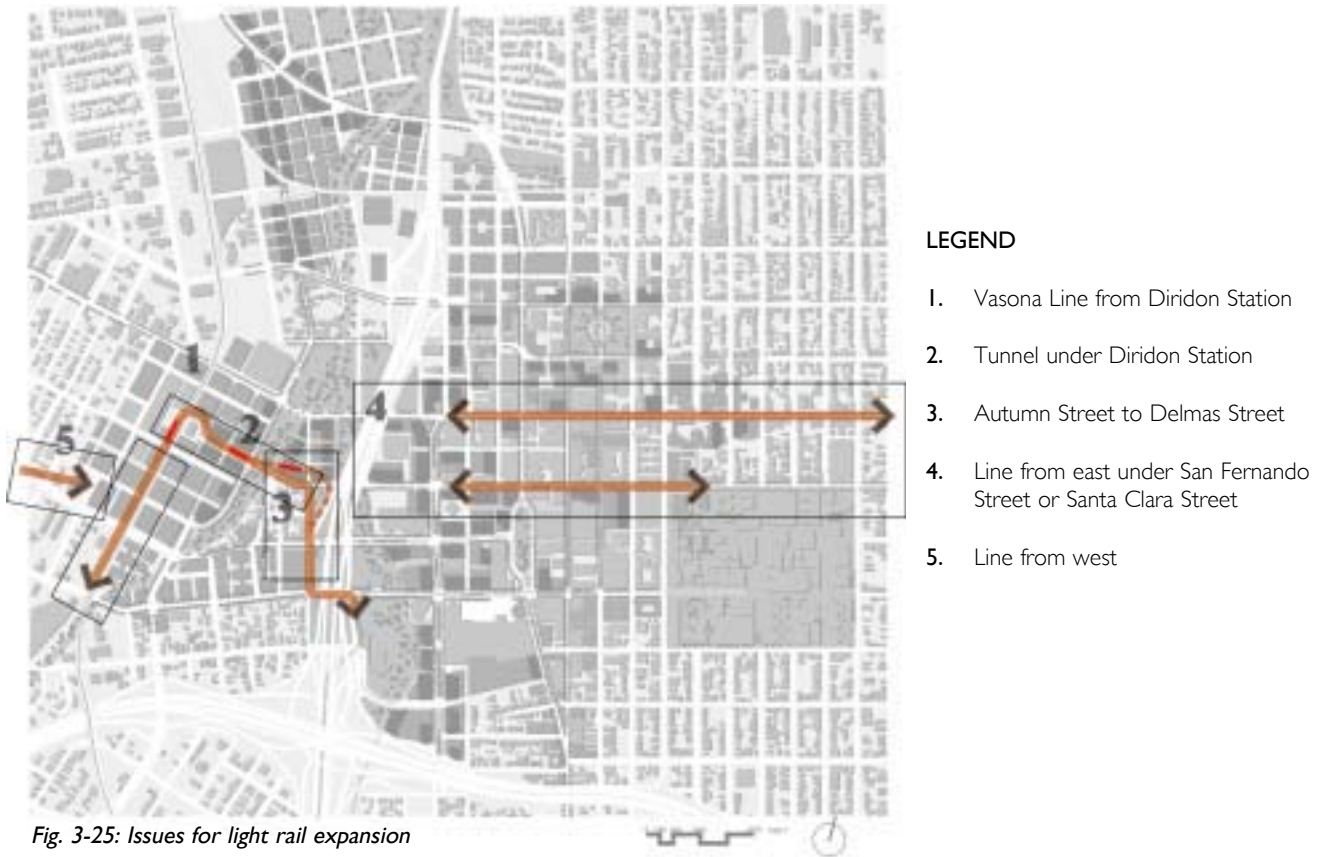 1
2
3
4
5
LEGEND
1. Vasona Line from Diridon Station
2. Tunnel under Diridon Station
3. Autumn Street to Delmas Street
4. Line from east under San Fernando
Street or Santa Clara Street
5. Line from west
Fig. 3-25: Issues for light rail expansion